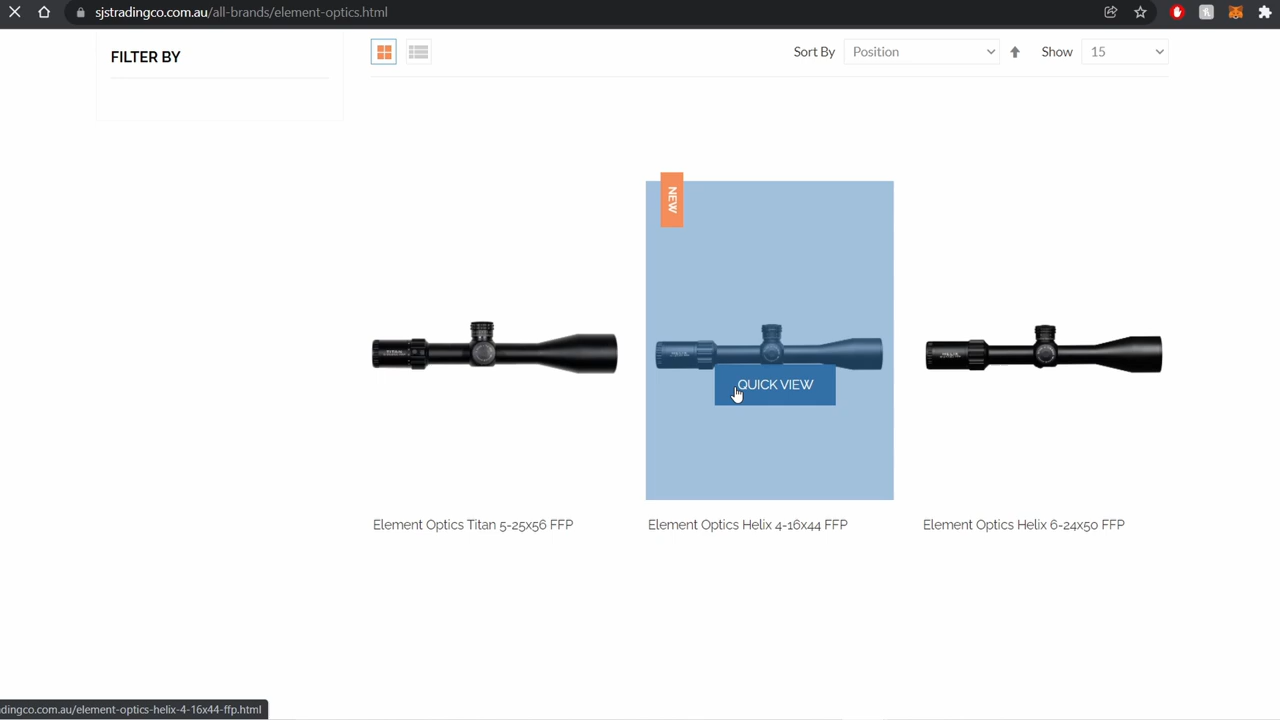 sjstradingco.com.au/all-brands/element-optics.html
FILTER BY
Sort By
Position
Show
15
NEW
QUICK VIEW
Element Optics Titan 5-25x56 FFP
Element Optics Helix 4-16x44 FFP
Element Optics Helix 6-24x50 FFP
dingco.com.au/element-optics-helix-4-16x44-ffp.html